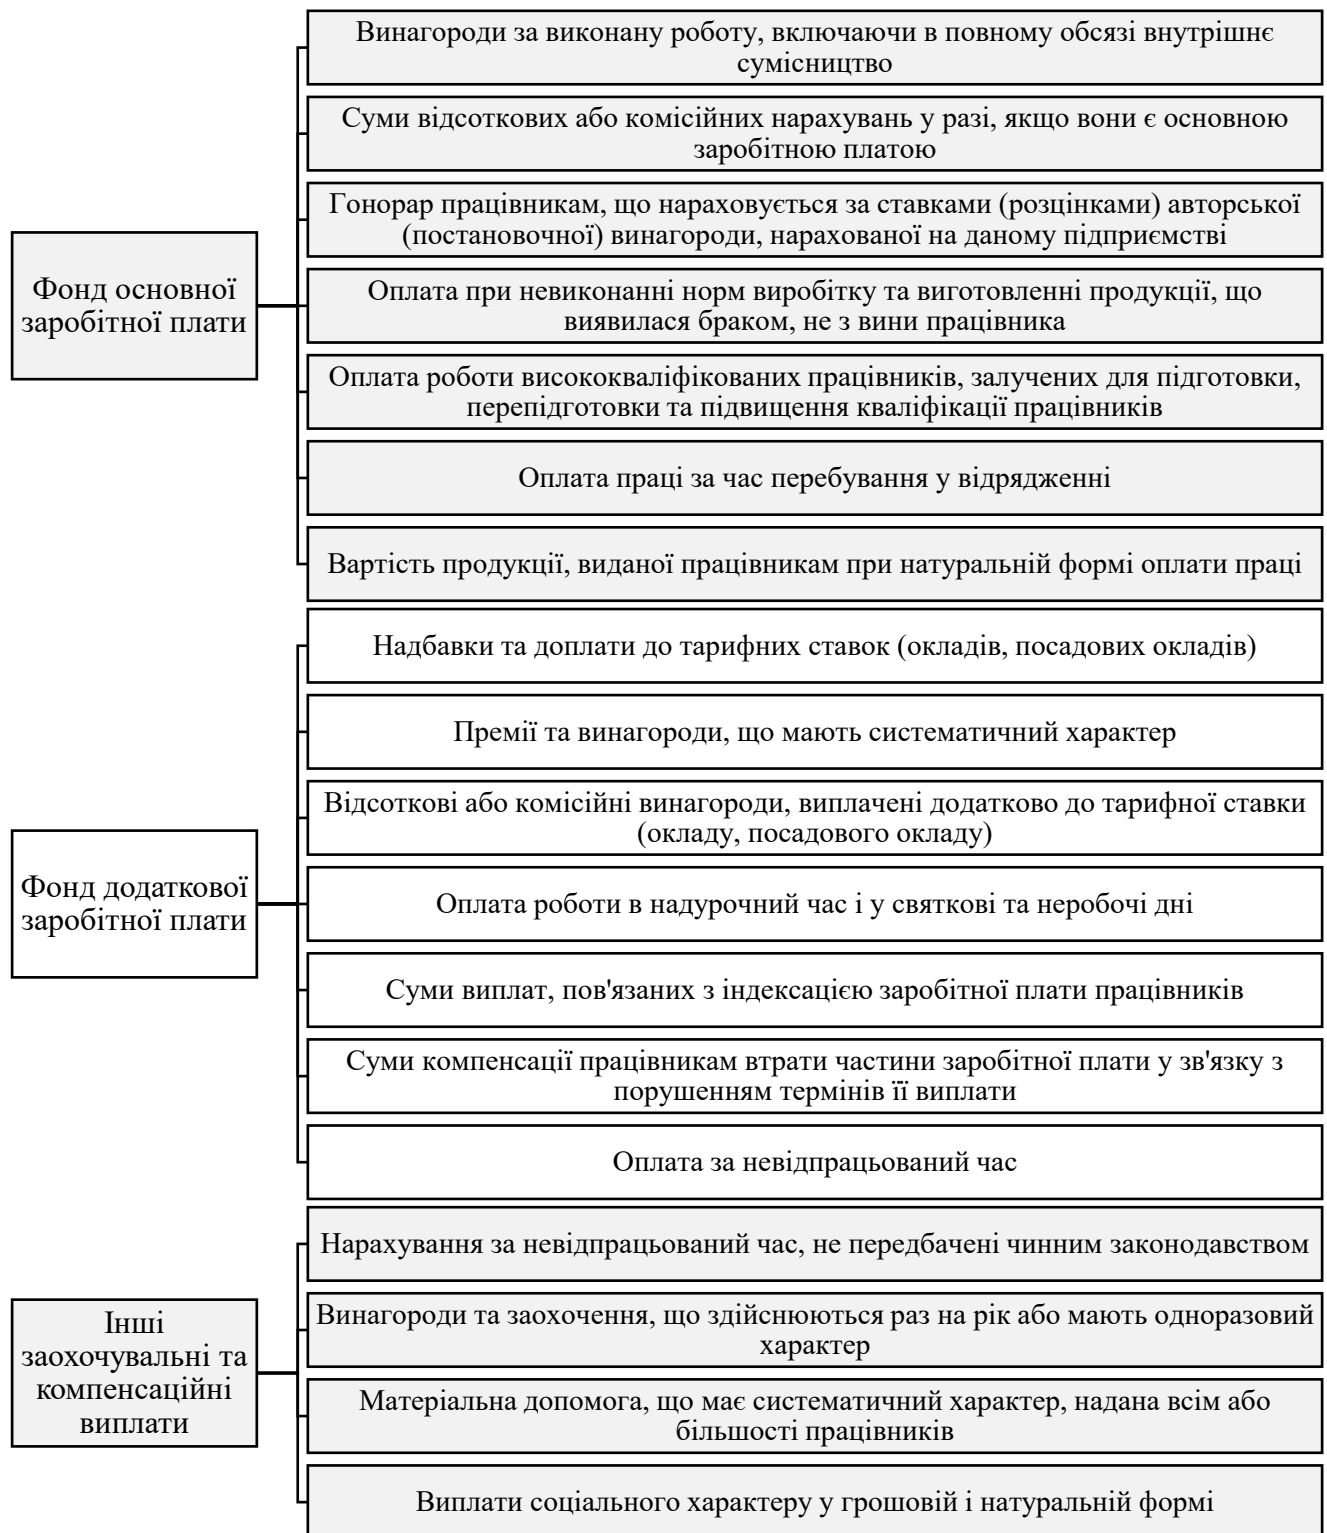 Винагороди за виконану роботу, включаючи в повному обсязі внутрішнє
сумісництво
Суми відсоткових або комісійних нарахувань у разі, якщо вони є основною
заробітною платою
Гонорар працівникам, що нараховується за ставками (розцінками) авторської
(постановочної) винагороди, нарахованої на даному підприємстві
Фонд основної
заробітної плати
Оплата при невиконанні норм виробітку та виготовленні продукції, що
виявилася браком, не з вини працівника
Оплата роботи висококваліфікованих працівників, залучених для підготовки,
перепідготовки та підвищення кваліфікації працівників
Оплата праці за час перебування у відрядженні
Вартість продукції, виданої працівникам при натуральній формі оплати праці
Надбавки та доплати до тарифних ставок (окладів, посадових окладів)
Премії та винагороди, що мають систематичний характер
Відсоткові або комісійні винагороди, виплачені додатково до тарифної ставки
(окладу, посадового окладу)
Фонд додаткової
заробітної плати
Оплата роботи в надурочний час і у святкові та неробочі дні
Суми виплат, пов'язаних з індексацією заробітної плати працівників
Суми компенсації працівникам втрати частини заробітної плати у зв'язку з
порушенням термінів її виплати
Оплата за невідпрацьований час
Нарахування за невідпрацьований час, не передбачені чинним законодавством
Інші
заохочувальні та
компенсаційні
виплати
Винагороди та заохочення, що здійснюються раз на рік або мають одноразовий
характер
Матеріальна допомога, що має систематичний характер, надана всім або
більшості працівників
Виплати соціального характеру у грошовій і натуральній формі